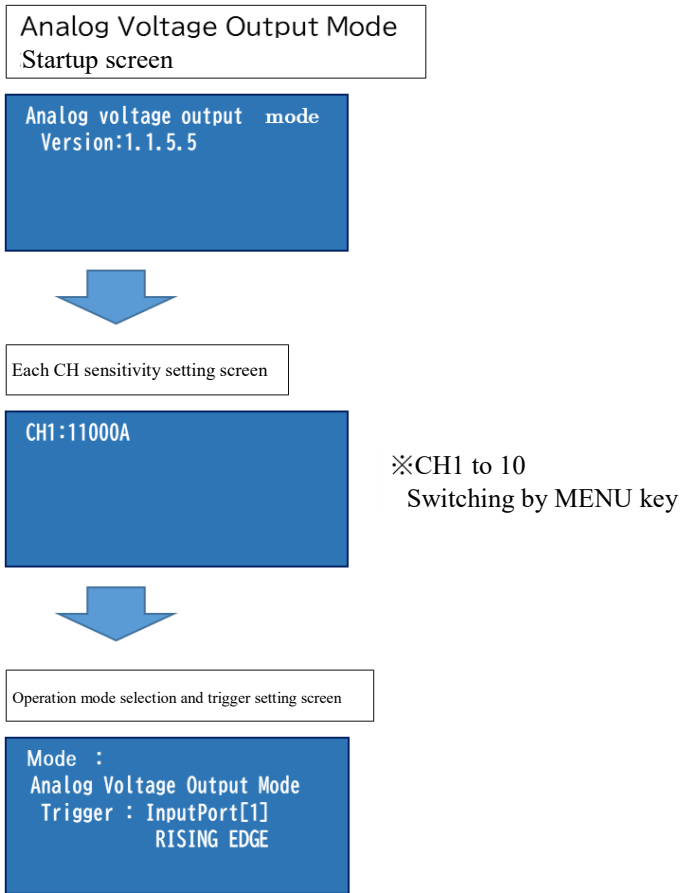 Analog Voltage Output Mode
Startup screen
Analog voltage output mode
Version:1.1.5.5
Each CH sensitivity setting screen
CH1:11000A
※CH1 to 10
Switching by MENU key
Operation mode selection and trigger setting screen
Mode :
Analog Voltage Output Mode
Trigger : InputPort[1]
RISING EDGE